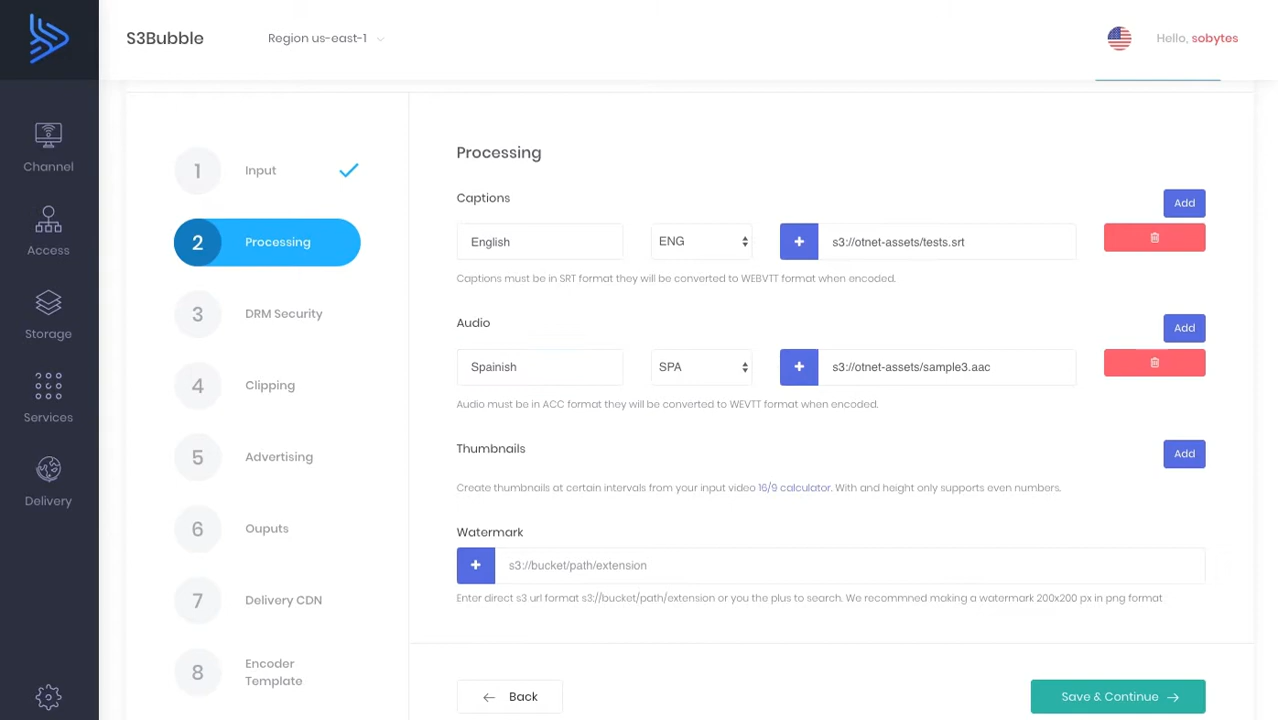 S3Bubble
Region us-east-1
Hello, sobytes
Channel
Access
Storage
Services
Delivery
1 Input
2 Processing
3 DRM Security
4 Clipping
5 Advertising
6 Ouputs
7 Delivery CDN
8 Encoder
Template
Processing
Captions
Add
English ENG s3://otnet-assets/tests.srt
Captions must be in SRT format they will be converted to WEBVTT format when encoded.
Audio
Add
Spainish SPA s3://otnet-assets/sample3.aac
Audio must be in ACC format they will be converted to WEVTT format when encoded.
Thumbnails
Add
Create thumbnails at certain intervals from your input video 16/9 calculator. With and height only supports even numbers.
Watermark
s3://bucket/path/extension
Enter direct s3 url format s3://bucket/path/extension or you the plus to search. We recommned making a watermark 200x200 px in png format
Back
Save & Continue